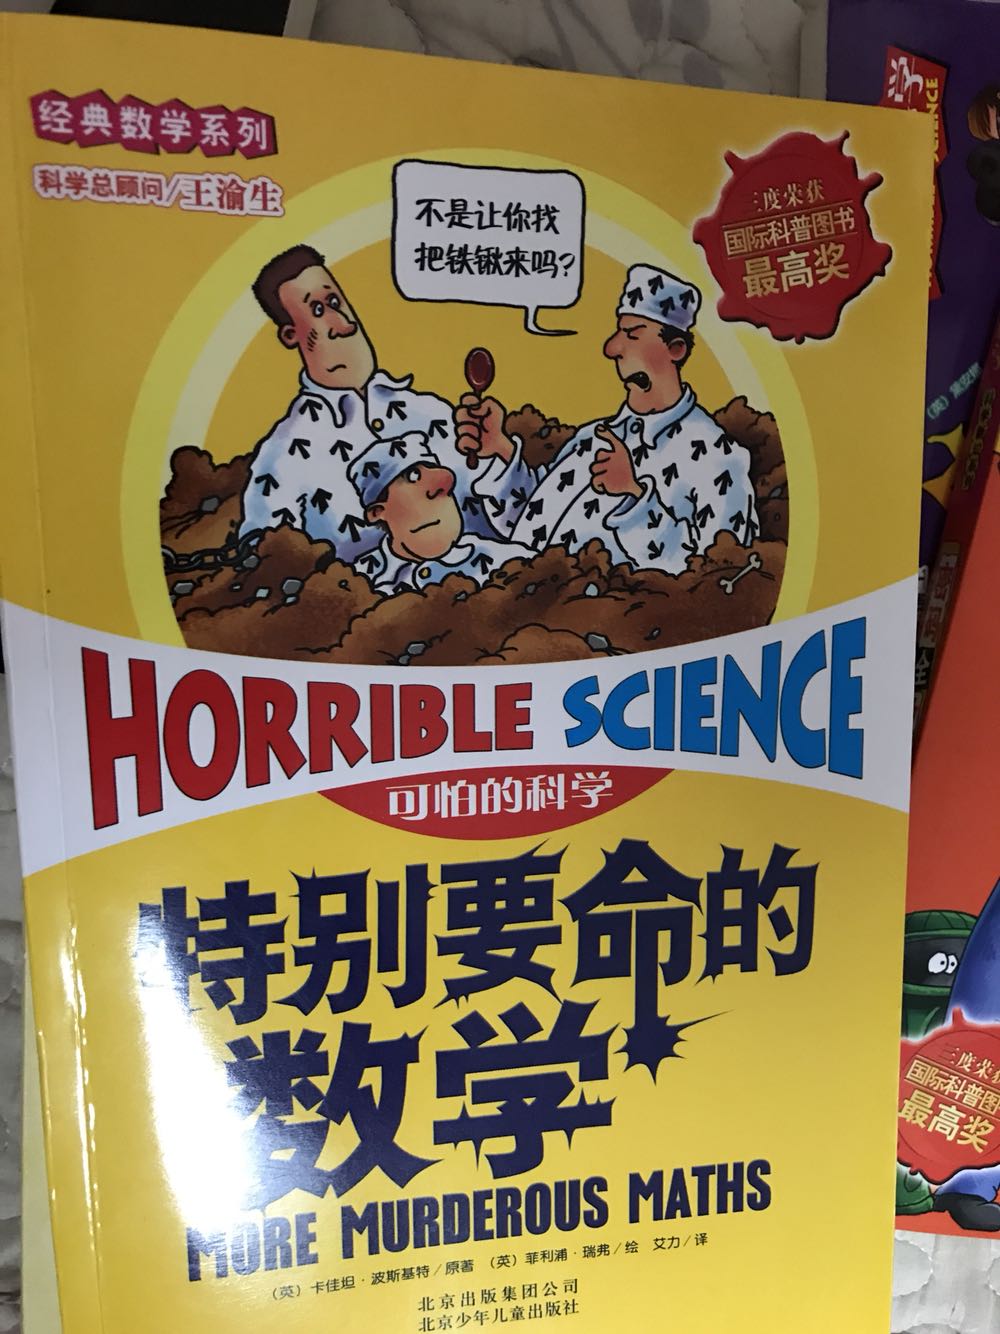 经典数学系列
科学总顾问/王渝生
不是让你找
把铁锹来吗?
三度荣获
国际科普图书
最高奖
HORRIBLE SCIENCE
可怕的科学
特别要命的
数学
MORE MURDEROUS MATHS
(英) 卡佳坦·波斯基特/原著 (英) 菲利浦·瑞弗/绘 艾力/译
北京出版集团公司
北京少年儿童出版社
学
三度荣获
国际科普图
最高奖